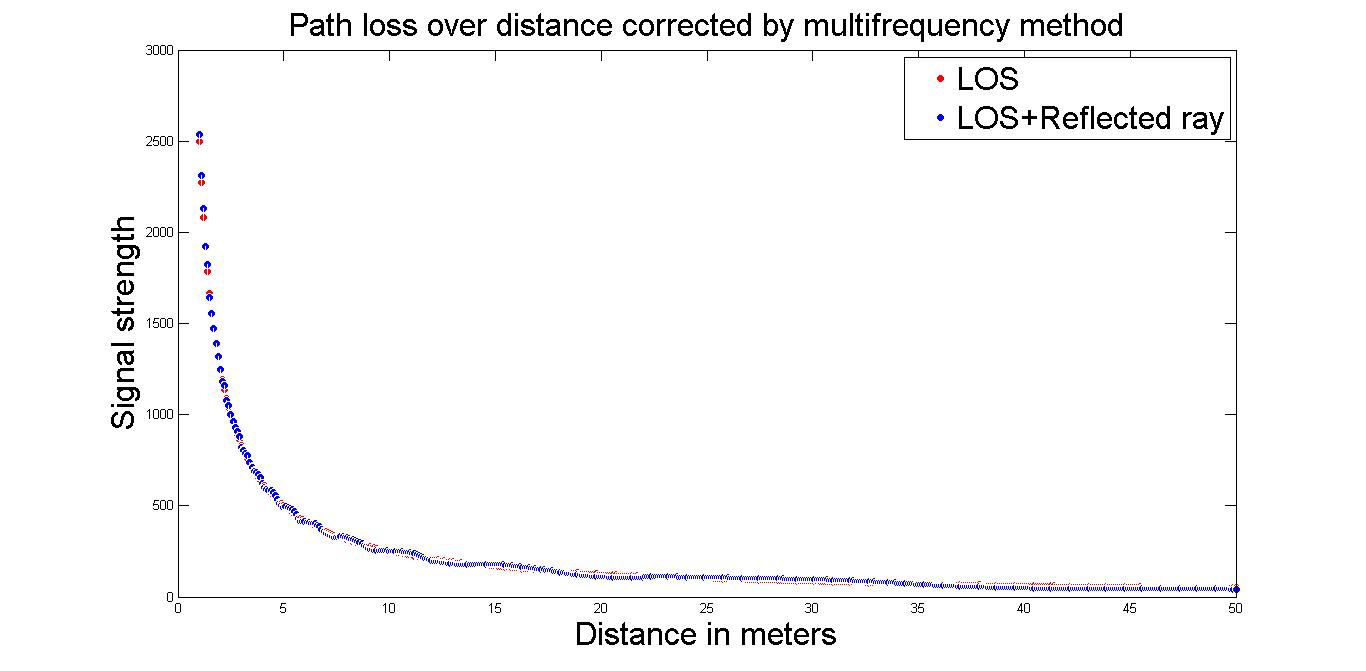 Path loss over distance corrected by multifrequency method
LOS
LOS+Reflected ray
Signal strength
3000
2500
2000
1500
1000
500
0
0 5 10 15 20 25 30 35 40 45 50
Distance in meters